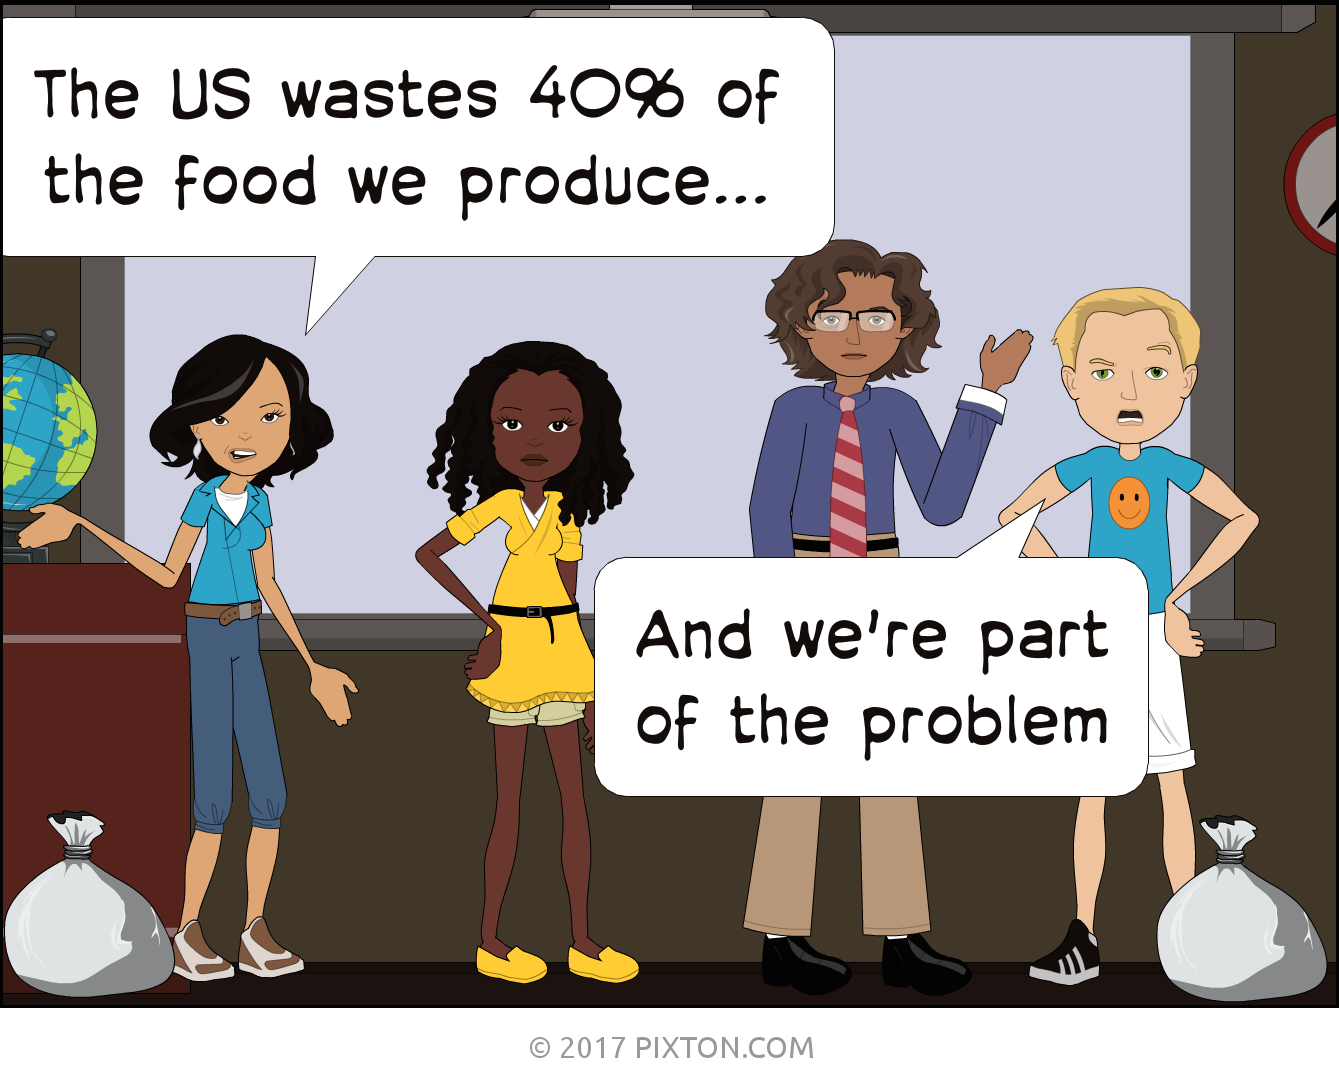 The US wastes 40% of
the food we produce...
And we're part
of the problem
© 2017 PIXTON.COM